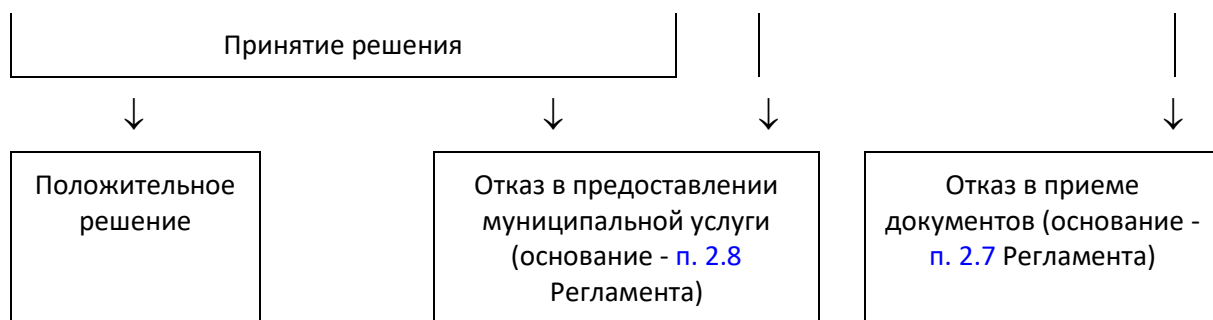 Принятие решения
↓ ↓ ↓ ↓
Положительное
решение
Отказ в предоставлении
муниципальной услуги
(основание - п. 2.8
Регламента)
Отказ в приеме
документов (основание -
п. 2.7 Регламента)